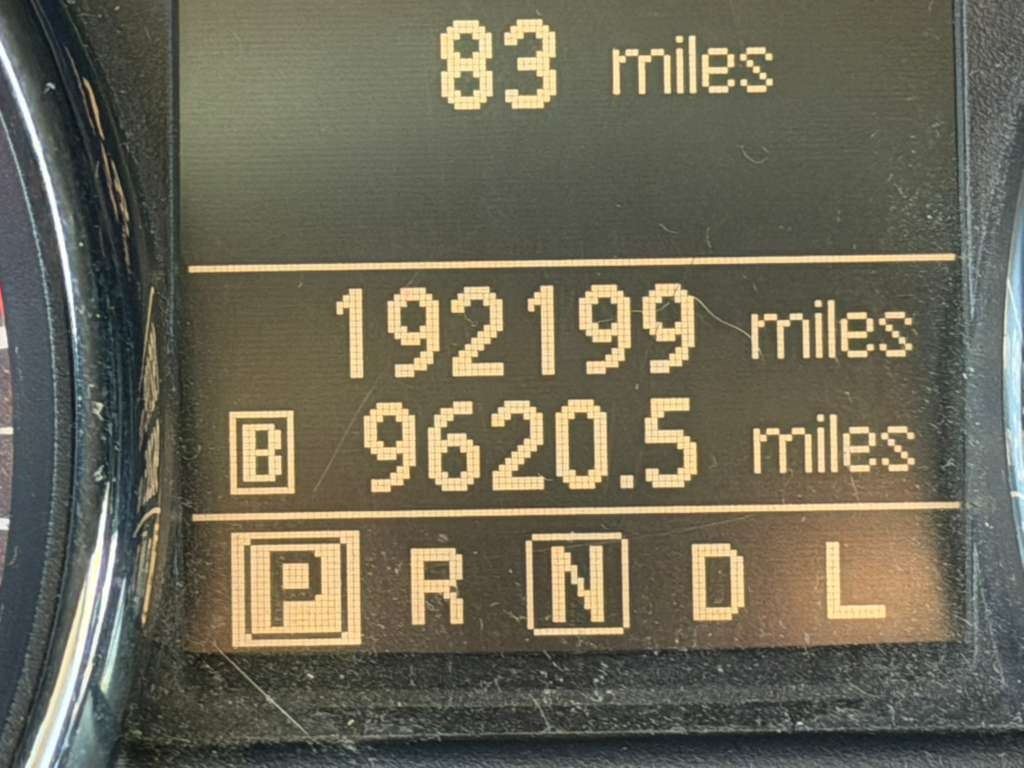 83 miles
192199 miles
B 9620.5 miles
P R N D L